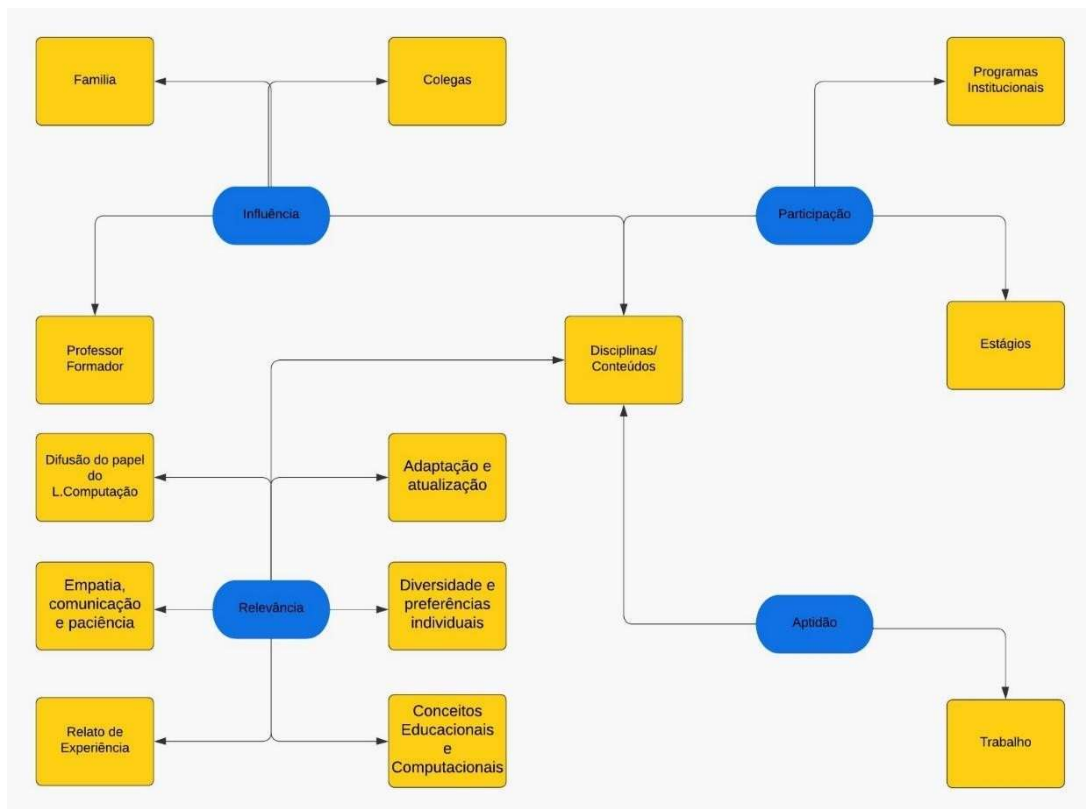 Familia
Colegas
Programas
Institucionais
Influência
Participação
Professor
Formador
Disciplinas/
Conteúdos
Estágios
Difusão do papel
do
L.Computação
Adaptação e
atualização
Empatia,
comunicação
e paciência
Relevância
Diversidade e
preferências
individuais
Aptidão
Relato de
Experiência
Conceitos
Educacionais
e
Computacionais
Trabalho